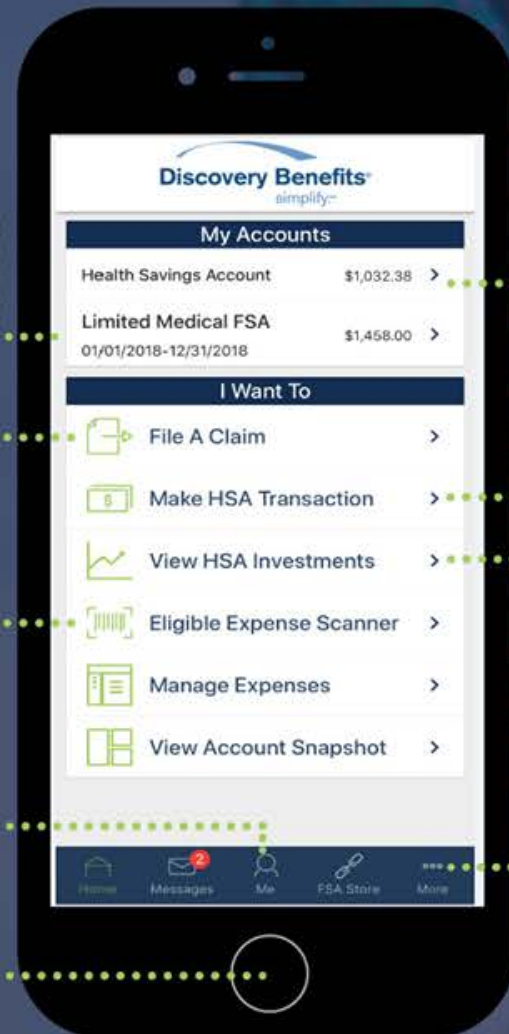 Discovery Benefits®
simplify℠
My Accounts
Health Savings Account $1,032.38 >
Limited Medical FSA
01/01/2018-12/31/2018 $1,458.00 >
I Want To
File A Claim >
$
Make HSA Transaction >
View HSA Investments >
Eligible Expense Scanner >
Manage Expenses >
View Account Snapshot >
2
Home Messages Me FSA Store More